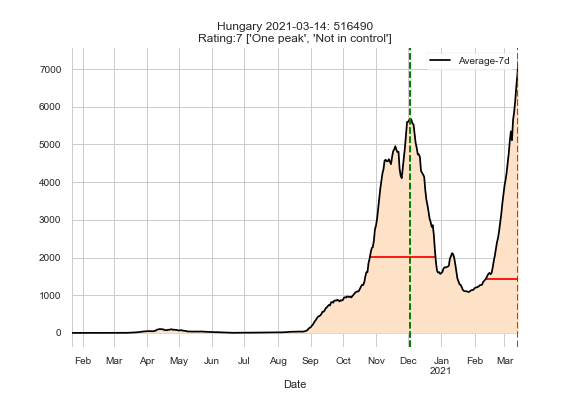 Hungary 2021-03-14: 516490
Rating:7 ['One peak', 'Not in control']
Average-7d
7000
6000
5000
4000
3000
2000
1000
0
Feb Mar Apr May Jun Jul Aug Sep Oct Nov Dec Jan Feb Mar
2021
Date